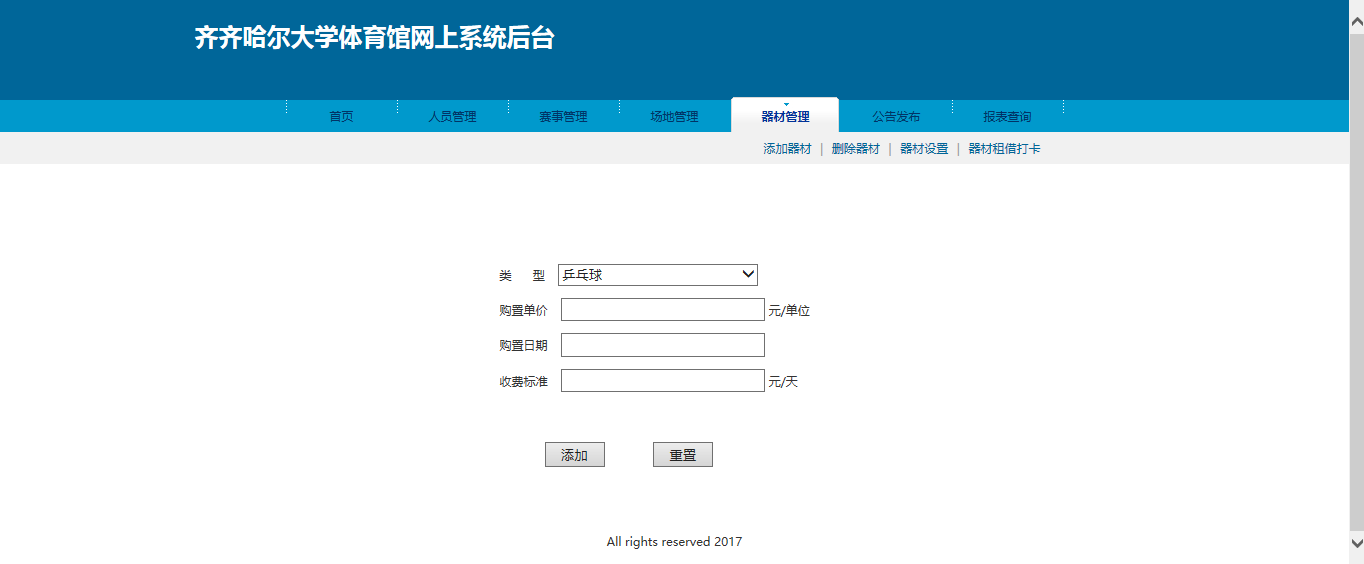 齐齐哈尔大学体育馆网上系统后台
首页 人员管理 赛事管理 场地管理 器材管理 公告发布 报表查询
添加器材 | 删除器材 | 器材设置 | 器材租借打卡
类 型 乒乓球
购置单价 元/单位
购置日期
收费标准 元/天
添加 重置
All rights reserved 2017